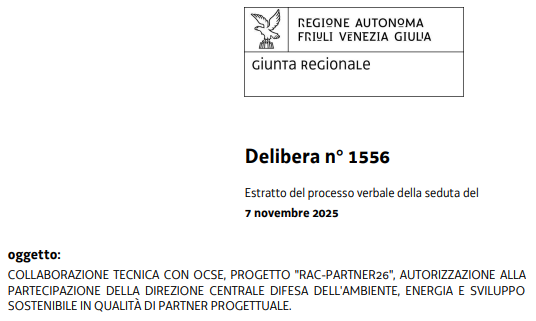 REGIONE AUTONOMA
FRIULI VENEZIA GIULIA
GIUNTA REGIONALE
Delibera n° 1556
Estratto del processo verbale della seduta del
7 novembre 2025
oggetto:
COLLABORAZIONE TECNICA CON OCSE, PROGETTO "RAC-PARTNER26", AUTORIZZAZIONE ALLA
PARTECIPAZIONE DELLA DIREZIONE CENTRALE DIFESA DELL'AMBIENTE, ENERGIA E SVILUPPO
SOSTENIBILE IN QUALITÀ DI PARTNER PROGETTUALE.